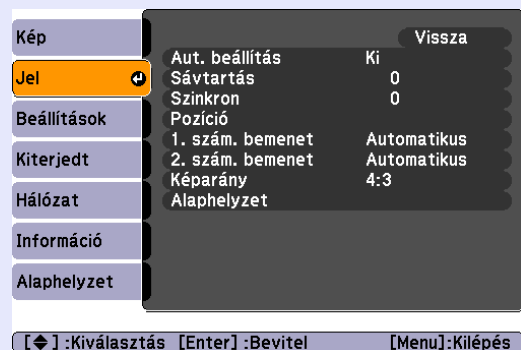 Kép
Jel
Beállítások
Kiterjedt
Hálózat
Információ
Alaphelyzet
Vissza
Aut. beállítás Ki
Sávtartás 0
Szinkron 0
Pozíció
1. szám. bemenet Automatikus
2. szám. bemenet Automatikus
Képarány 4:3
Alaphelyzet
[◆] :Kiválasztás [Enter] :Bevitel [Menu]:Kilépés